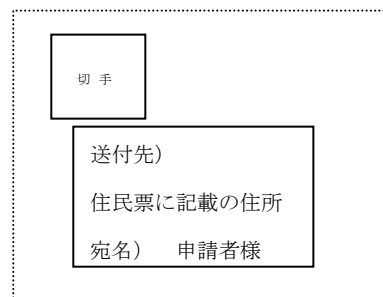 切 手
送付先）
住民票に記載の住所
宛名）　申請者様